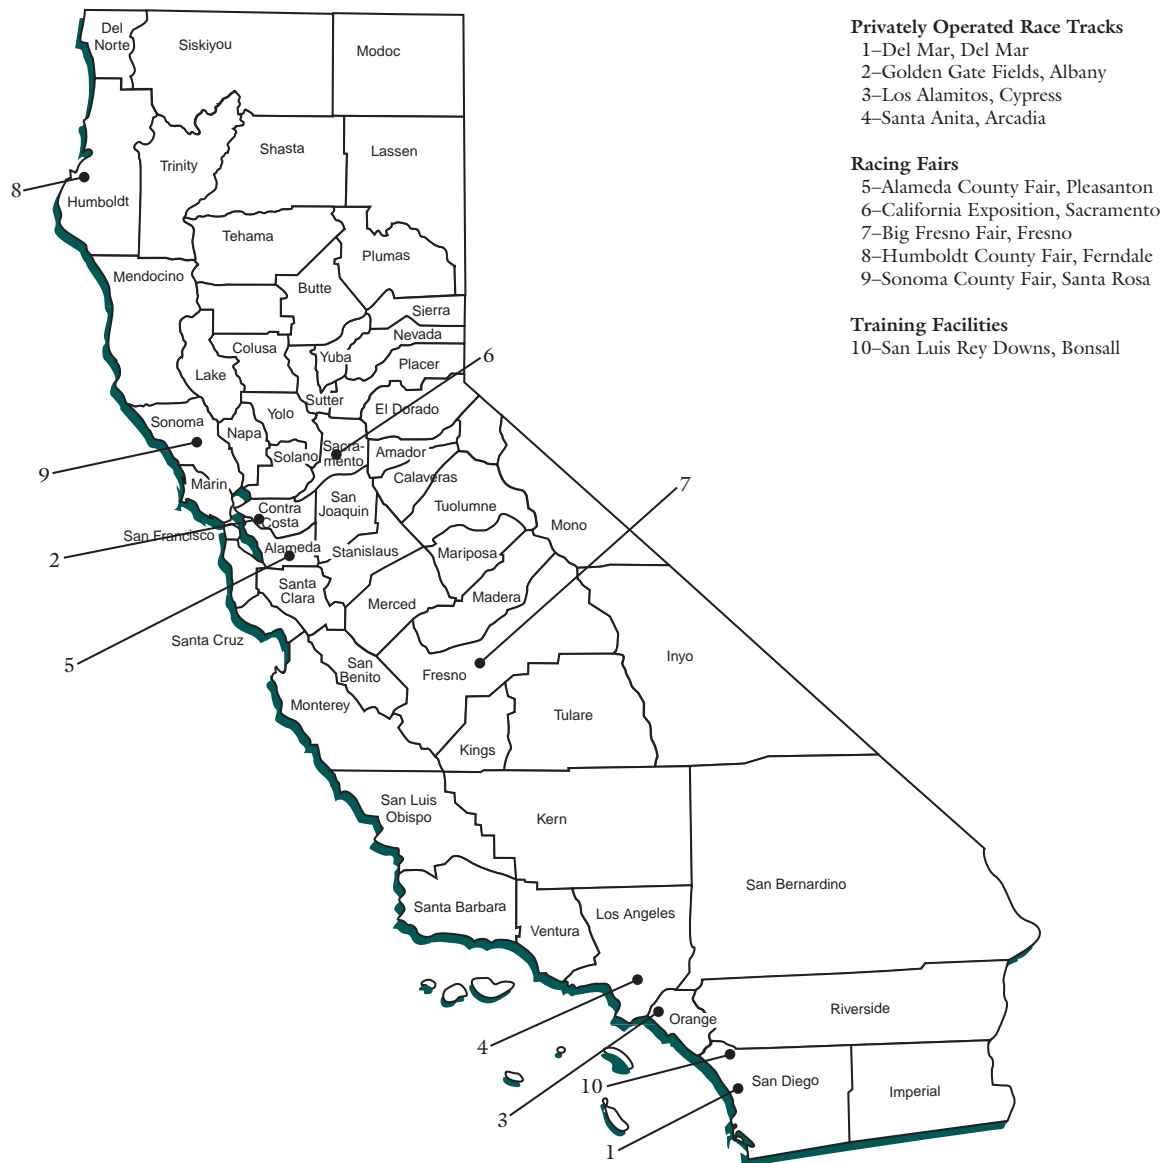 Privately Operated Race Tracks
1–Del Mar, Del Mar
2–Golden Gate Fields, Albany
3–Los Alamitos, Cypress
4–Santa Anita, Arcadia
Racing Fairs
5–Alameda County Fair, Pleasanton
6–California Exposition, Sacramento
7–Big Fresno Fair, Fresno
8–Humboldt County Fair, Ferndale
9–Sonoma County Fair, Santa Rosa
Training Facilities
10–San Luis Rey Downs, Bonsall
Del
Norte
Siskiyou
Modoc
Shasta
Lassen
Trinity
8
Humboldt
Tehama
Plumas
Mendocino
Butte
Sierra
Nevada
Colusa
Yuba
6
Placer
Lake
Sutter
El Dorado
Yolo
Sonoma
Napa
Sacra-
mento
Amador
Solano
9
Calaveras
Marin
7
San
Joaquin
Tuolumne
Contra
Costa
Mono
San Francisco
Alameda
Stanislaus
Mariposa
2
Santa
Clara
Merced
Madera
Santa Cruz
5
San
Benito
Fresno
Inyo
Monterey
Tulare
Kings
San Luis
Obispo
Kern
San Bernardino
Santa Barbara
Los Angeles
Ventura
Riverside
Orange
4
San Diego
10
Imperial
3
1